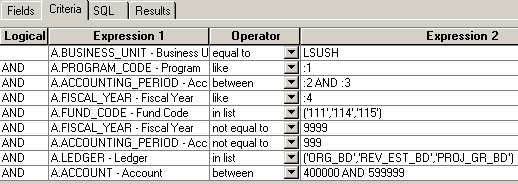 Fields Criteria SQL Results
Logical Expression 1 Operator Expression 2
A.BUSINESS_UNIT - Business U equal to LSUSH
AND A.PROGRAM_CODE - Program like :1
AND A.ACCOUNTING_PERIOD - Acc between :2 AND :3
AND A.FISCAL_YEAR - Fiscal Year like :4
AND A.FUND_CODE - Fund Code in list ('111','114','115')
AND A.FISCAL_YEAR - Fiscal Year not equal to 9999
AND A.ACCOUNTING_PERIOD - Acc not equal to 999
AND A.LEDGER - Ledger in list ('ORG_BD','REV_EST_BD','PROJ_GR_BD')
AND A.ACCOUNT - Account between 400000 AND 599999